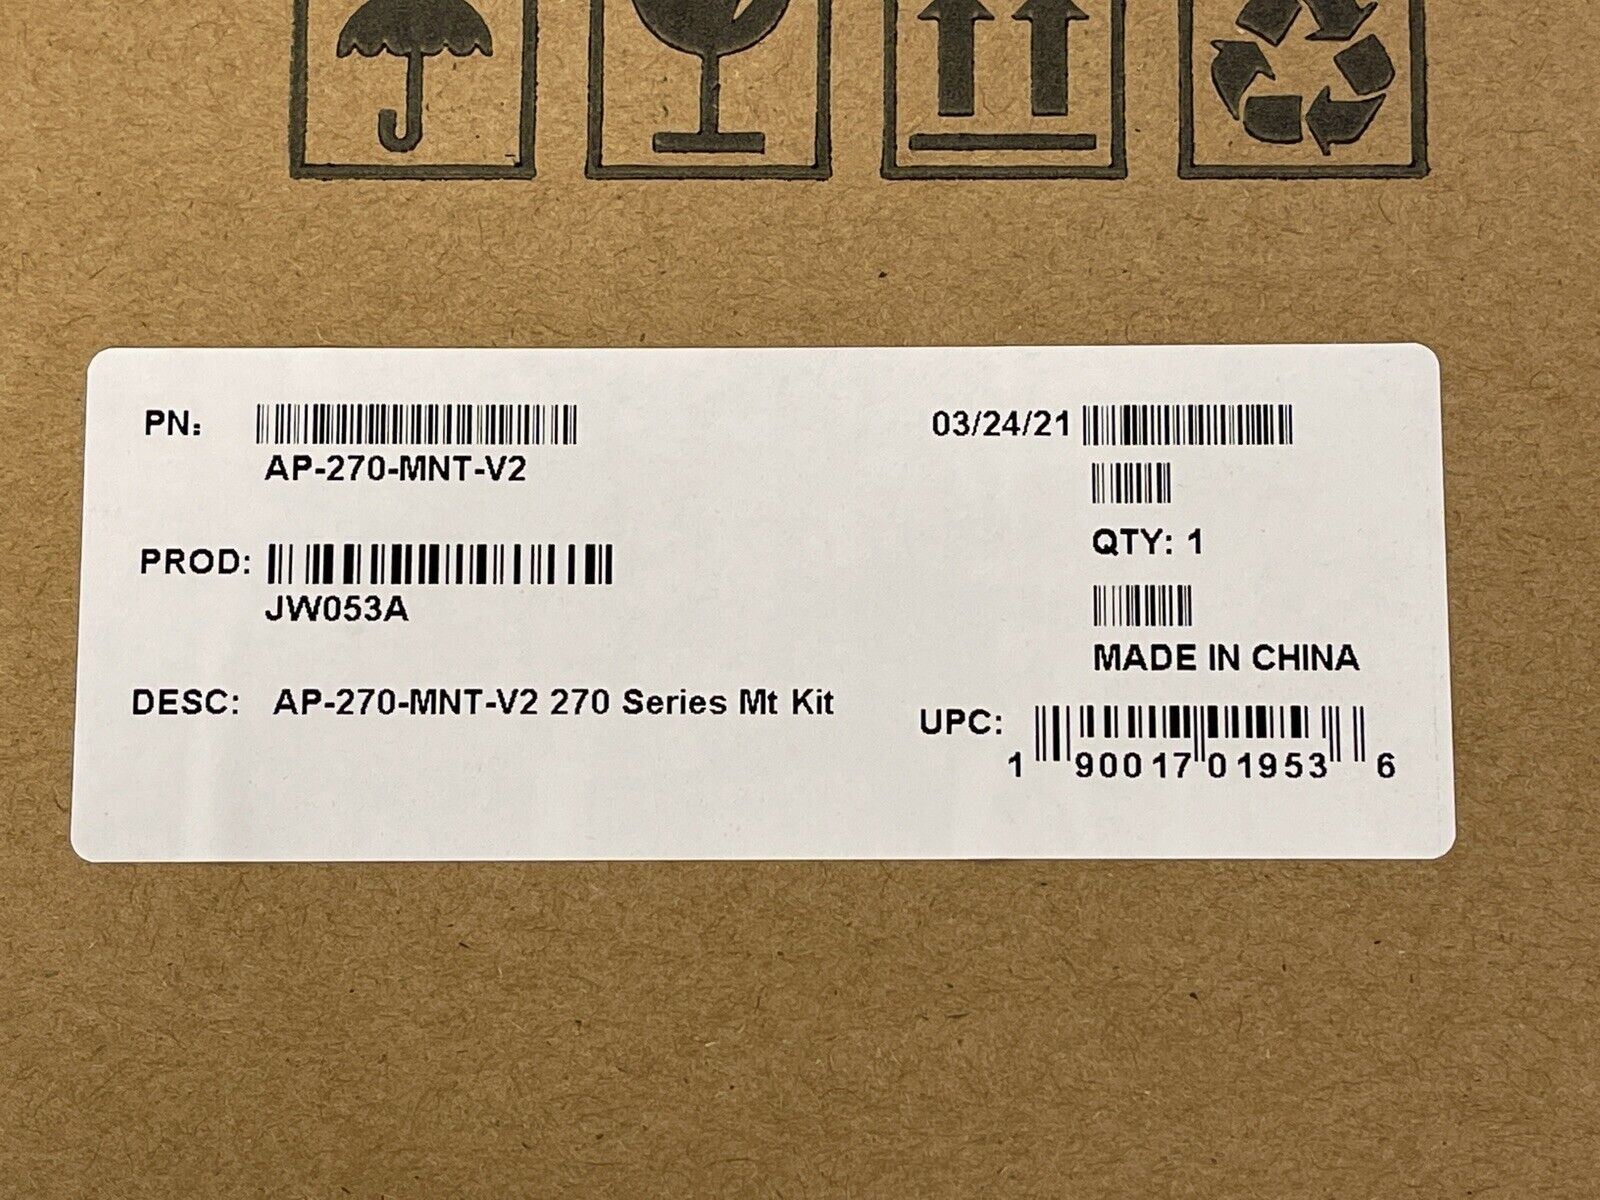 PN:
AP-270-MNT-V2
PROD:
JW053A
DESC: AP-270-MNT-V2 270 Series Mt Kit
03/24/21
QTY: 1
MADE IN CHINA
UPC:
1 90017 01953 6